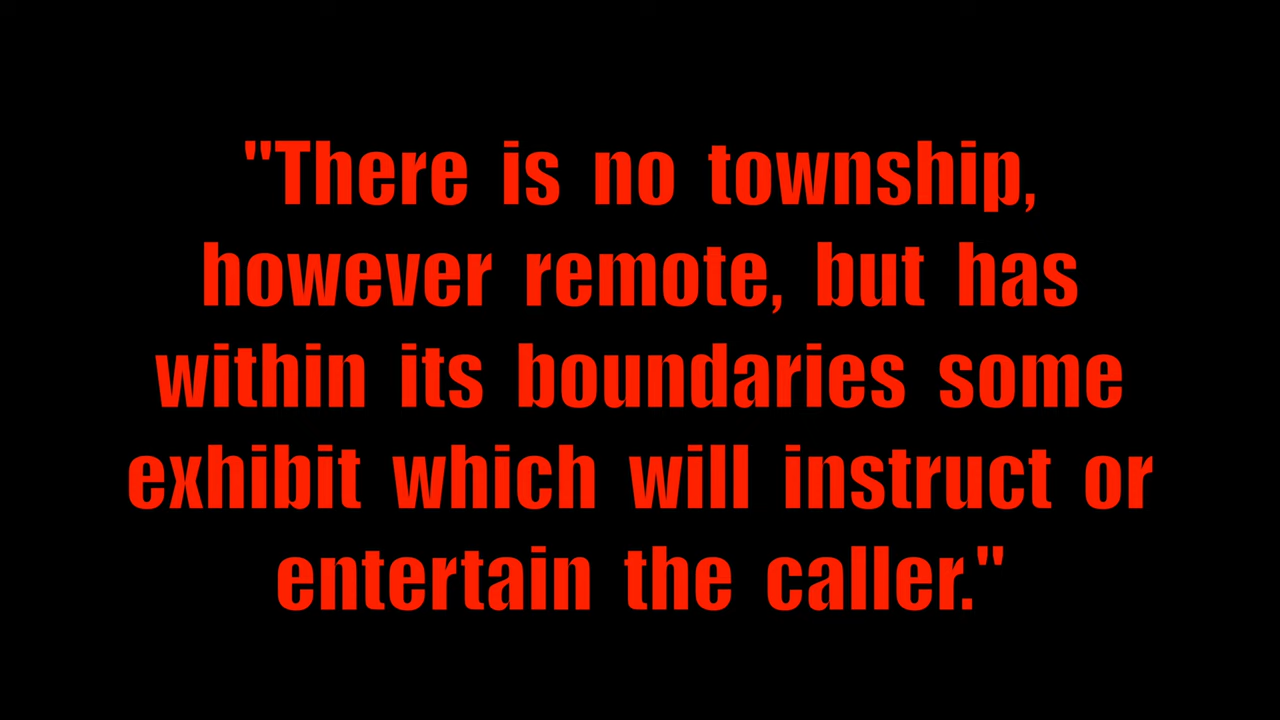 "There is no township,
however remote, but has
within its boundaries some
exhibit which will instruct or
entertain the caller."